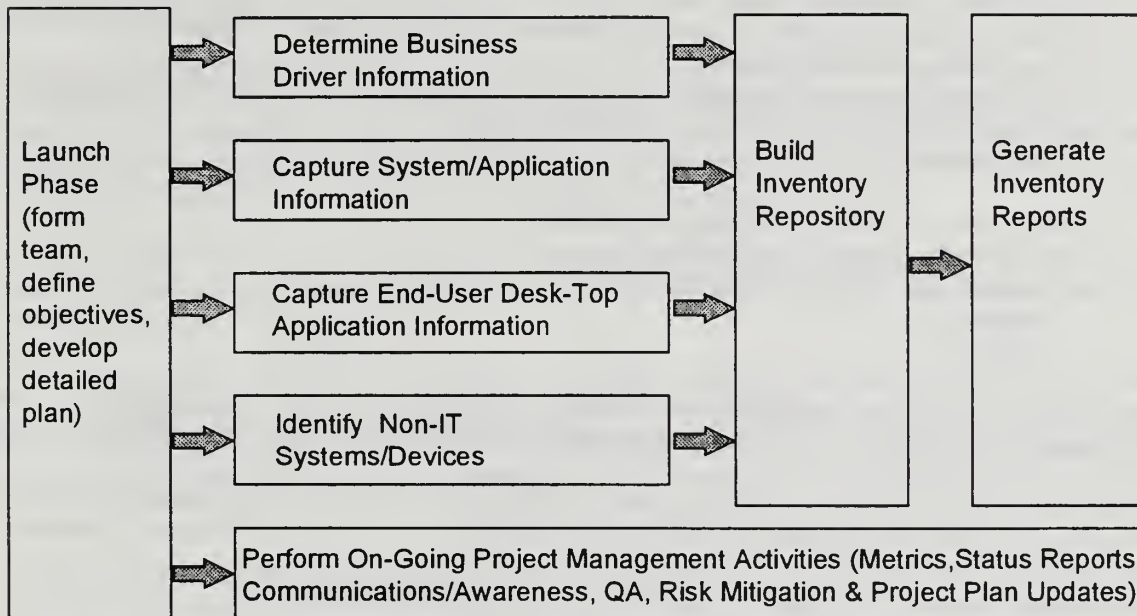 Determine Business
Driver Information
Launch
Phase
(form
team,
define
objectives,
develop
detailed
plan)
Capture System/Application
Information
Capture End-User Desk-Top
Application Information
Identify Non-IT
Systems/Devices
Build
Inventory
Repository
Generate
Inventory
Reports
Perform On-Going Project Management Activities (Metrics,Status Reports
Communications/Awareness, QA, Risk Mitigation & Project Plan Updates)